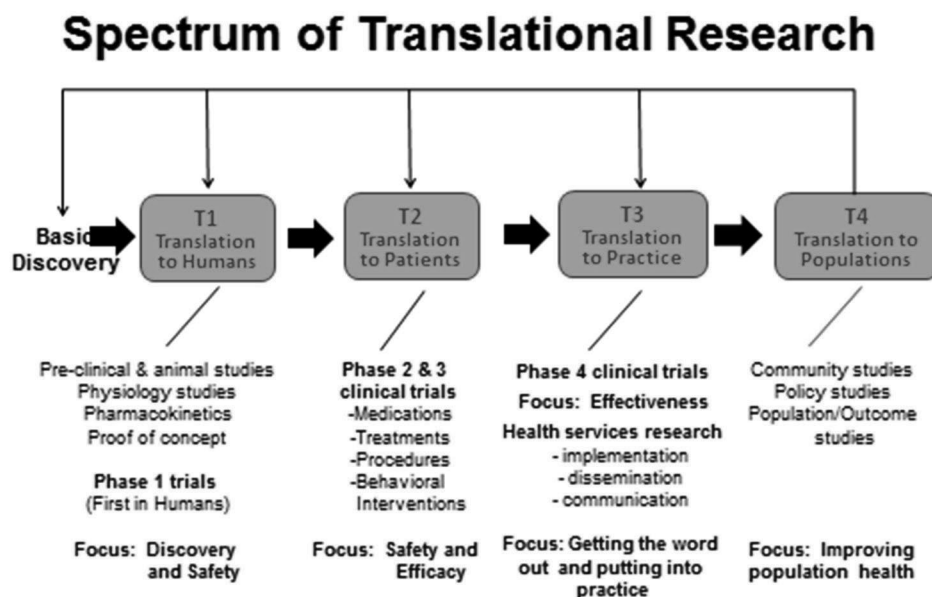 Spectrum of Translational Research
Basic
Discovery
T1
Translation
to Humans
T2
Translation
to Patients
T3
Translation
to Practice
T4
Translation to
Populations
Pre-clinical & animal studies
Physiology studies
Pharmacokinetics
Proof of concept
Phase 1 trials
(First in Humans)
Focus: Discovery
and Safety
Phase 2 & 3
clinical trials
-Medications
-Treatments
-Procedures
-Behavioral
Interventions
Focus: Safety and
Efficacy
Phase 4 clinical trials
Focus: Effectiveness
Health services research
- implementation
- dissemination
- communication
Focus: Getting the word
out and putting into
practice
Community studies
Policy studies
Population/Outcome
studies
Focus: Improving
population health